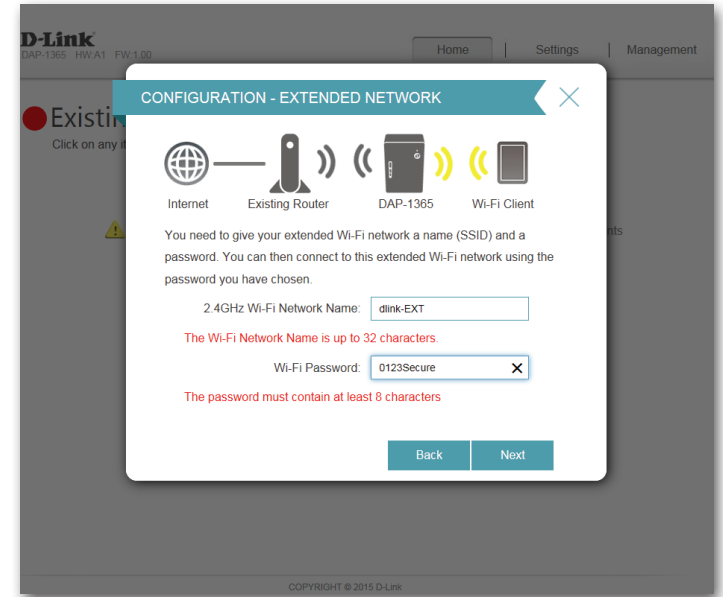 D-Link
DAP-1365 HW:A1 FW:1.00
Home | Settings | Management
CONFIGURATION - EXTENDED NETWORK
Existin
Click on any it
Internet
Existing Router
DAP-1365
Wi-Fi Client
nts
You need to give your extended Wi-Fi network a name (SSID) and a
password. You can then connect to this extended Wi-Fi network using the
password you have chosen.
2.4GHz Wi-Fi Network Name: dlink-EXT
The Wi-Fi Network Name is up to 32 characters.
Wi-Fi Password: 0123Secure
The password must contain at least 8 characters
Back
Next
COPYRIGHT © 2015 D-Link